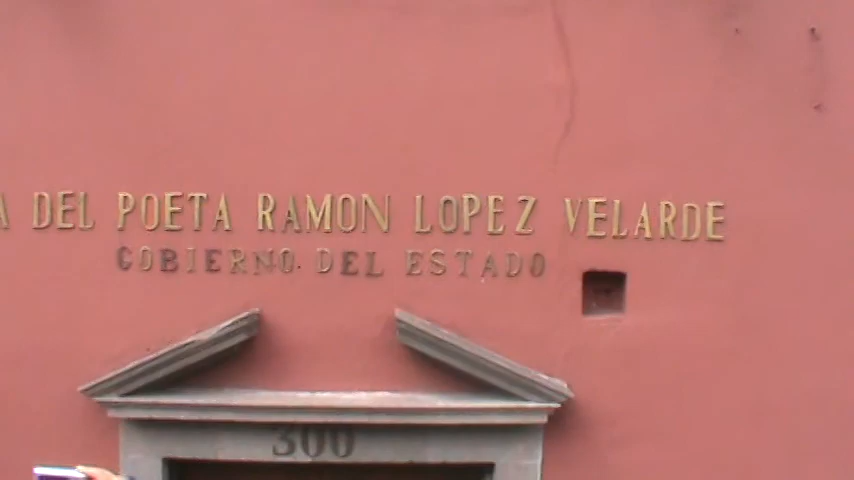 A DEL POETA RAMON LOPEZ VELARDE
GOBIERNO DEL ESTADO
300